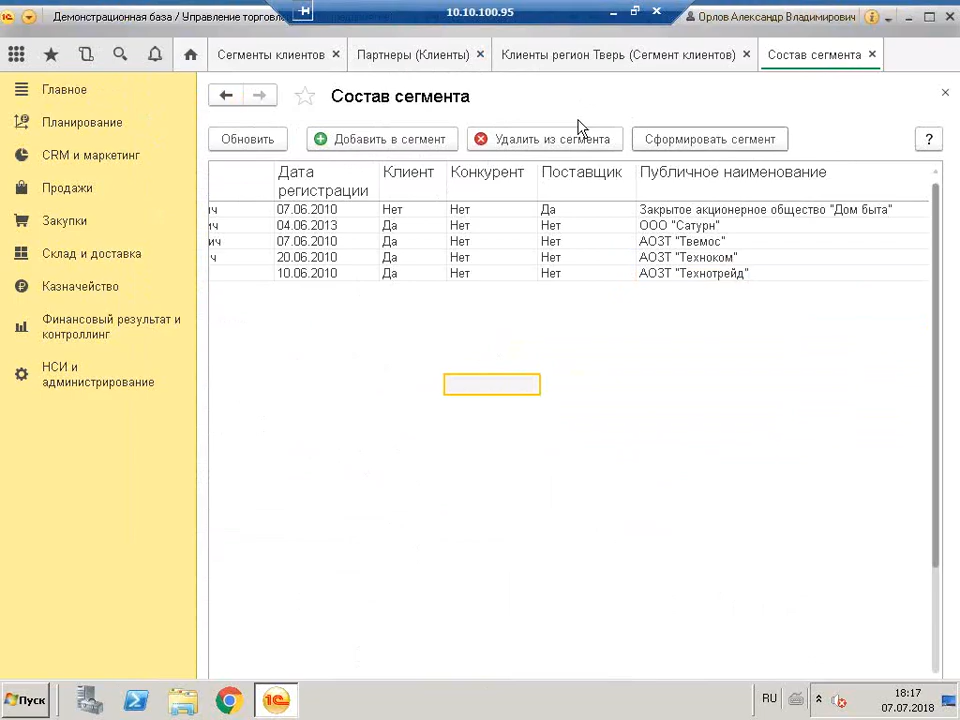 10.10.100.95
Демонстрационная база / Управление торговл
Орлов Александр Владимирович
Сегменты клиентов
Партнеры (Клиенты)
Клиенты регион Тверь (Сегмент клиентов)
Состав сегмента
Главное
Планирование
CRM и маркетинг
Продажи
Закупки
Склад и доставка
Казначейство
Финансовый результат и
контроллинг
НСИ и
администрирование
Состав сегмента
Обновить
Добавить в сегмент
Удалить из сегмента
Сформировать сегмент
?
Дата
регистрации
Клиент
Конкурент
Поставщик
Публичное наименование
ич 07.06.2010 Нет Нет Да Закрытое акционерное общество "Дом быта"
04.06.2013 Да Нет Нет ООО "Сатурн"
ич 07.06.2010 Да Нет Нет АОЗТ "Твемос"
ч 20.06.2010 Да Нет Нет АОЗТ "Техноком"
10.06.2010 Да Нет Нет АОЗТ "Технотрейд"
Пуск
1С
RU
18:17
07.07.2018